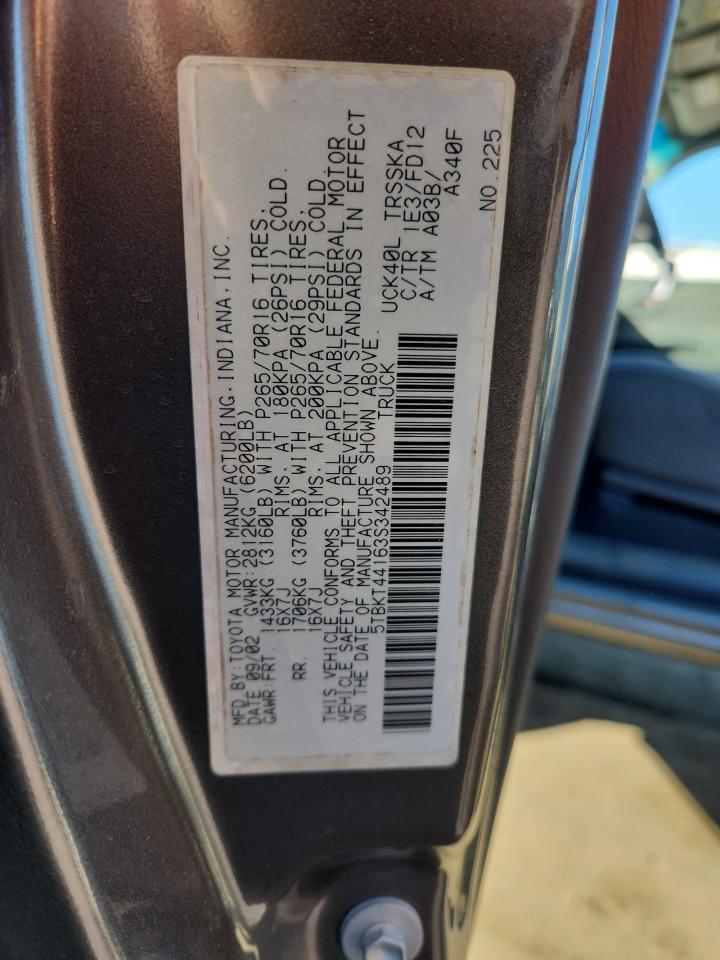 MFD BY:TOYOTA MOTOR MANUFACTURING,INDIANA,INC.
DATE 09/02 GVWR:2812KG (6200LB)
GAWR:FRT. 1433KG (3160LB) WITH P265/70R16 TIRES,
16X7J RIMS,AT 180KPA (26PSI) COLD.
RR. 1706KG (3760LB) WITH P265/70R16 TIRES,
16X7J RIMS,AT 200KPA (29PSI) COLD.
THIS VEHICLE CONFORMS TO ALL APPLICABLE FEDERAL MOTOR
VEHICLE SAFETY AND THEFT PREVENTION STANDARDS IN EFFECT
ON THE DATE OF MANUFACTURE SHOWN ABOVE.
5TBKT44163S342489 TRUCK
UCK40L TRSSKA
C/TR 1E3/FD12
A/TM A03B/
A340F
NO.225